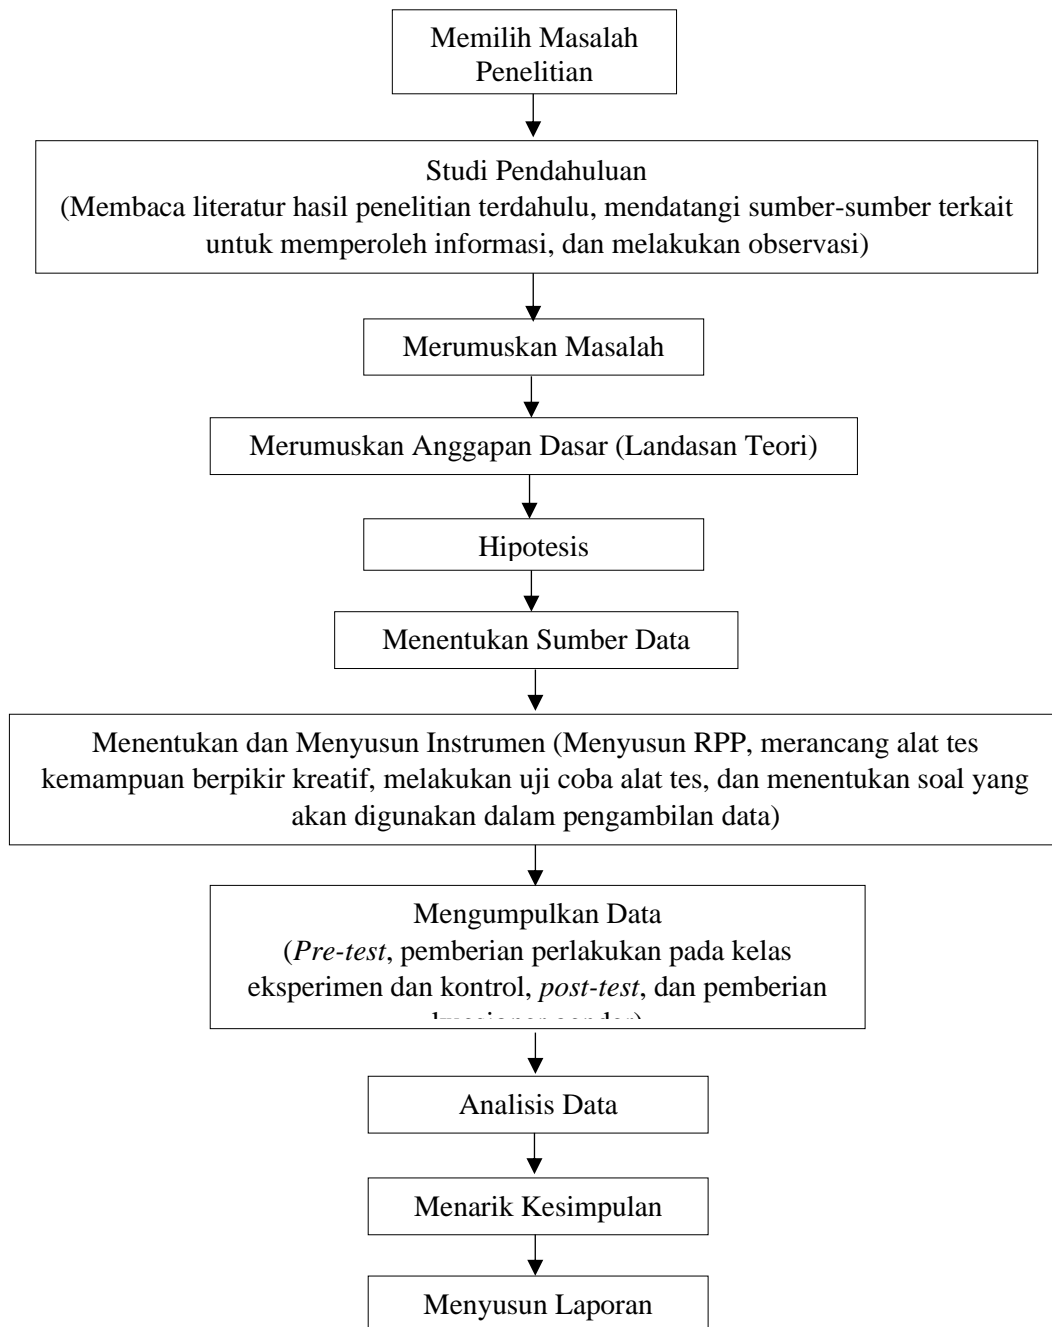 Memilih Masalah
Penelitian
Studi Pendahuluan
(Membaca literatur hasil penelitian terdahulu, mendatangi sumber-sumber terkait
untuk memperoleh informasi, dan melakukan observasi)
Merumuskan Masalah
Merumuskan Anggapan Dasar (Landasan Teori)
Hipotesis
Menentukan Sumber Data
Menentukan dan Menyusun Instrumen (Menyusun RPP, merancang alat tes
kemampuan berpikir kreatif, melakukan uji coba alat tes, dan menentukan soal yang
akan digunakan dalam pengambilan data)
Mengumpulkan Data
(Pre-test, pemberian perlakukan pada kelas
eksperimen dan kontrol, post-test, dan pemberian
Analisis Data
Menarik Kesimpulan
Menyusun Laporan